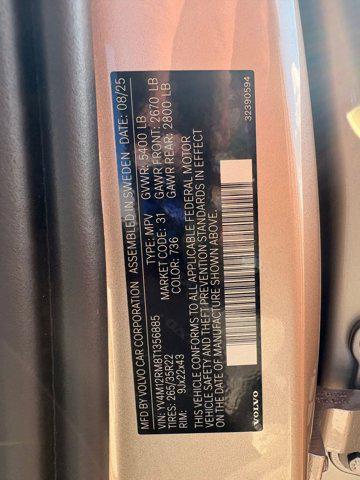 MFD BY VOLVO CAR CORPORATION ASSEMBLED IN SWEDEN DATE: 08/25
VIN: YV4M12RM8T1356885 TYPE: MPV GVWR: 5400 LB
TIRES: 265/35R22 MARKET CODE: 31 GAWR FRONT: 2670 LB
RIM: 9Jx22x43 COLOR: 736 GAWR REAR: 2860 LB
THIS VEHICLE CONFORMS TO ALL APPLICABLE FEDERAL MOTOR
VEHICLE SAFETY AND THEFT PREVENTION STANDARDS IN EFFECT
ON THE DATE OF MANUFACTURE SHOWN ABOVE.
VOLVO 32390594